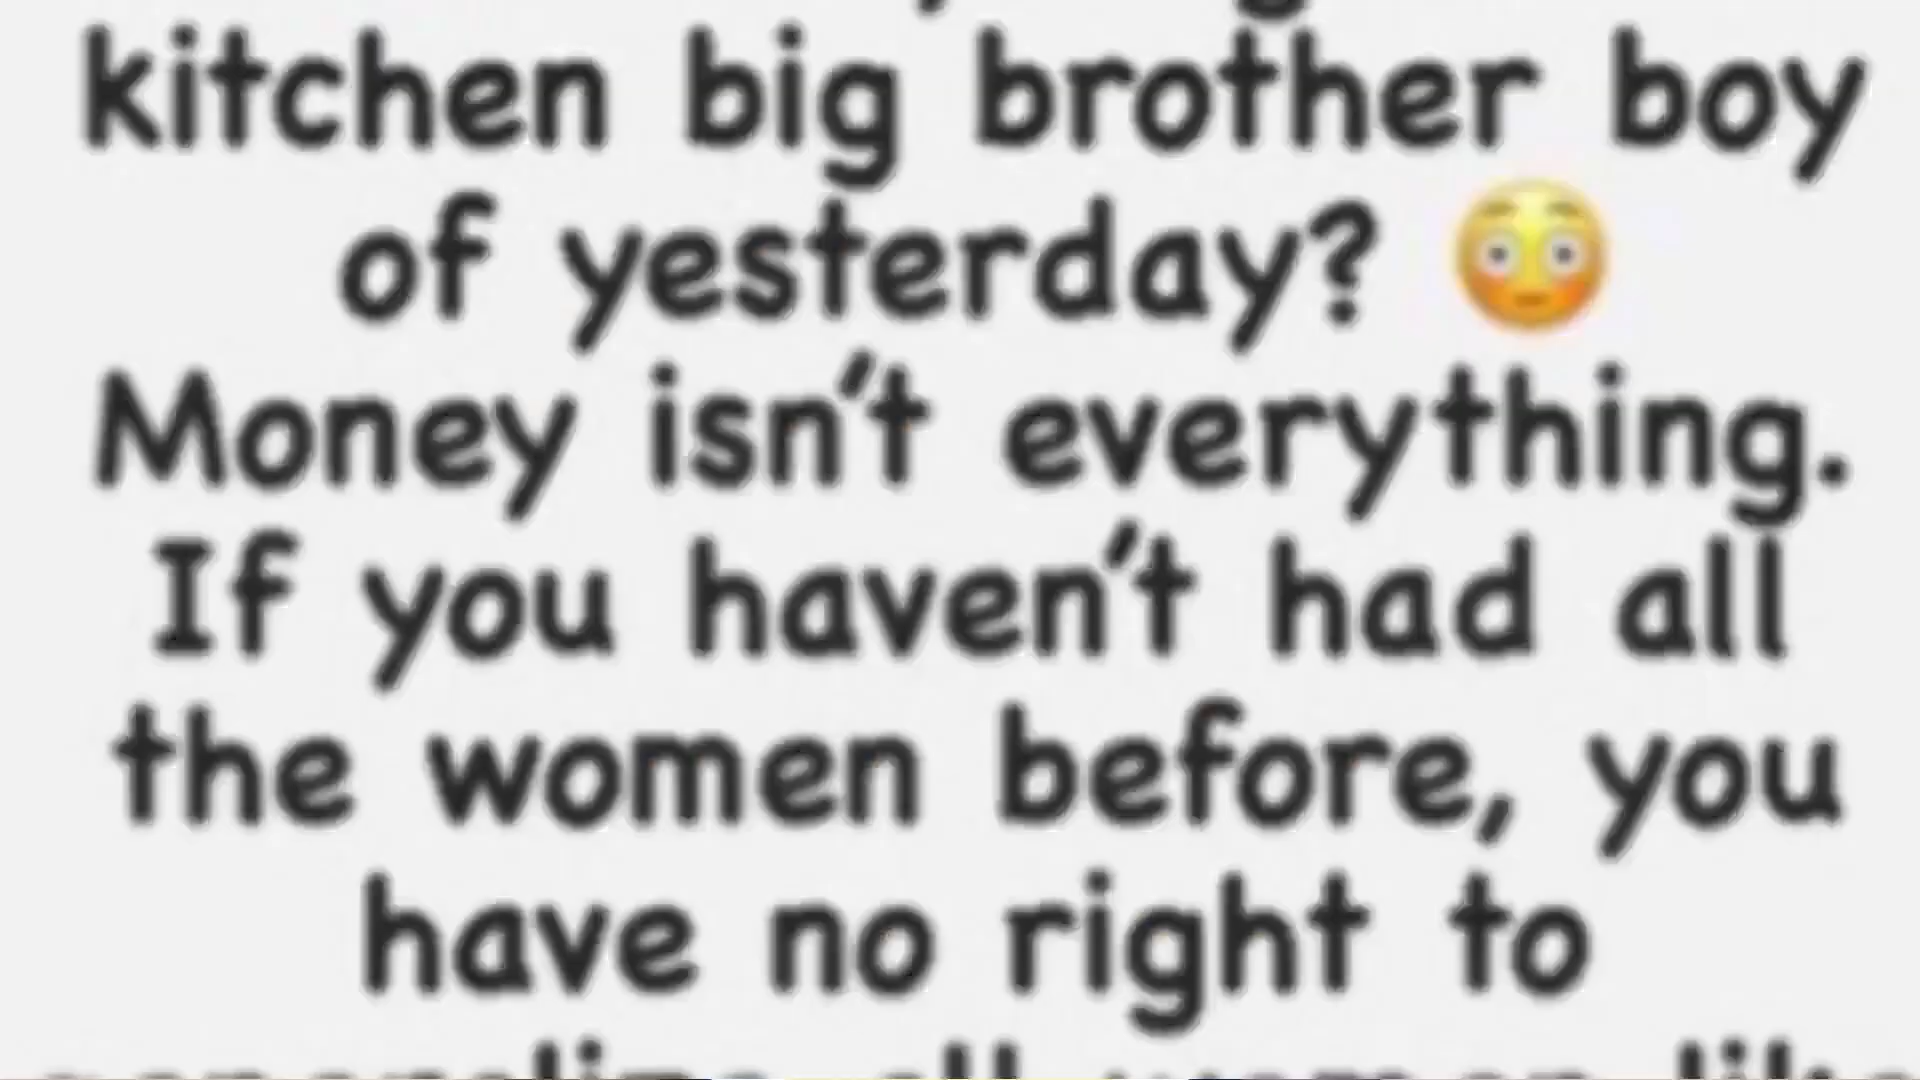 kitchen big brother boy
of yesterday? 😳
Money isn't everything.
If you haven't had all
the women before, you
have no right to